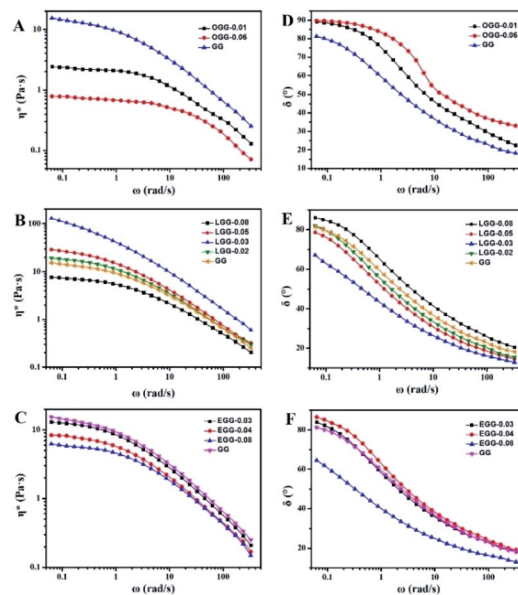 A
OGG-0.01
OGG-0.06
GG
η* (Pa·s)
10
1
0.1
0.1 1 10 100
ω (rad/s)
D
OGG-0.01
OGG-0.06
GG
δ (°)
90
80
70
60
50
40
30
20
10
0.1 1 10 100
ω (rad/s)
B
LGG-0.08
LGG-0.05
LGG-0.03
LGG-0.02
GG
η* (Pa·s)
100
10
1
0.1
0.1 1 10 100
ω (rad/s)
E
LGG-0.08
LGG-0.05
LGG-0.03
LGG-0.02
GG
δ (°)
80
60
40
20
0.1 1 10 100
ω (rad/s)
C
EGG-0.03
EGG-0.04
EGG-0.08
GG
η* (Pa·s)
10
1
0.1
0.1 1 10 100
ω (rad/s)
F
EGG-0.03
EGG-0.04
EGG-0.08
GG
δ (°)
80
60
40
20
0.1 1 10 100
ω (rad/s)